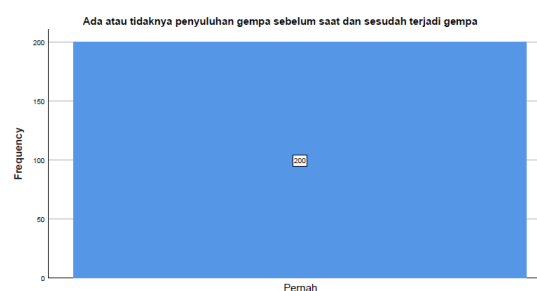 Ada atau tidaknya penyuluhan gempa sebelum saat dan sesudah terjadi gempa
200
150
100
50
0
Frequency
200
Pernah